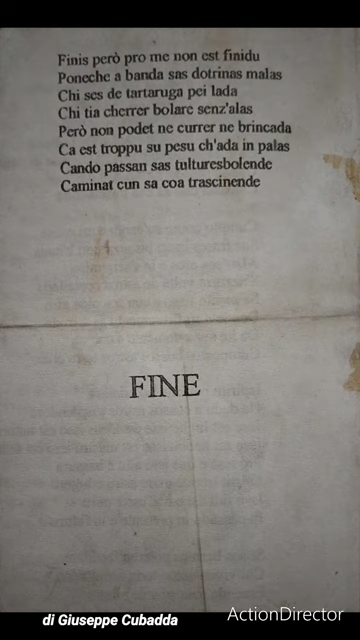 Finis però pro me non est finidu
Poneche a banda sas dotrinas malas
Chi ses de tartaruga pei lada
Chi tia cherrer bolare senz'alas
Però non podet ne currer ne brincada
Ca est troppu su pesu ch'ada in palas
Cando passan sas tulturesbolende
Caminat cun sa coa trascinende
FINE
di Giuseppe Cubadda
ActionDirector